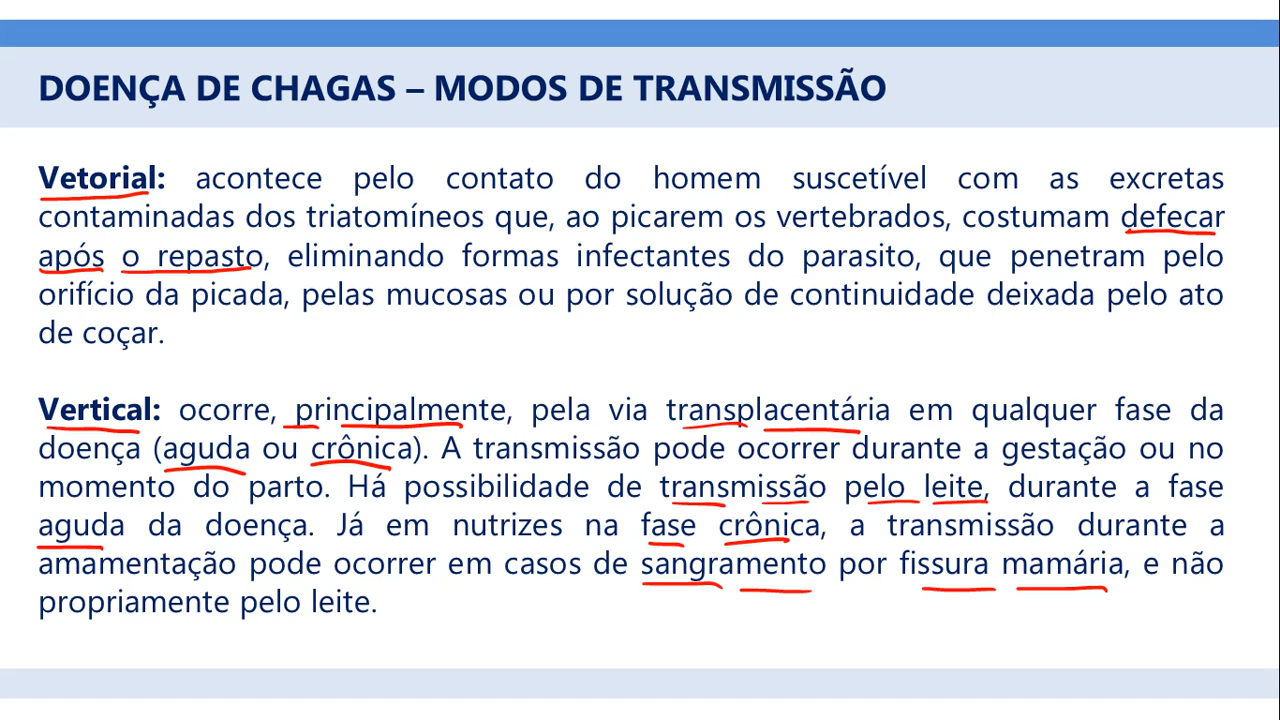 DOENÇA DE CHAGAS – MODOS DE TRANSMISSÃO
Vetorial: acontece pelo contato do homem suscetível com as excretas
contaminadas dos triatomíneos que, ao picarem os vertebrados, costumam defecar
após o repasto, eliminando formas infectantes do parasito, que penetram pelo
orifício da picada, pelas mucosas ou por solução de continuidade deixada pelo ato
de coçar.
Vertical: ocorre, principalmente, pela via transplacentária em qualquer fase da
doença (aguda ou crônica). A transmissão pode ocorrer durante a gestação ou no
momento do parto. Há possibilidade de transmissão pelo leite, durante a fase
aguda da doença. Já em nutrizes na fase crônica, a transmissão durante a
amamentação pode ocorrer em casos de sangramento por fissura mamária, e não
propriamente pelo leite.